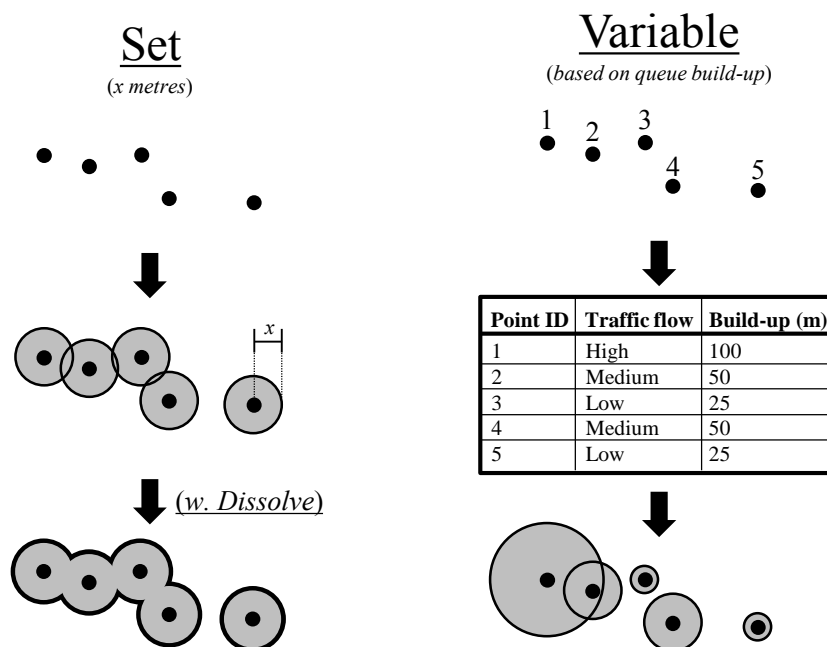 Set
(x metres)
x
(w. Dissolve)
Variable
(based on queue build-up)
1 2 3 4 5
Point ID Traffic flow Build-up (m)
1 High 100
2 Medium 50
3 Low 25
4 Medium 50
5 Low 25